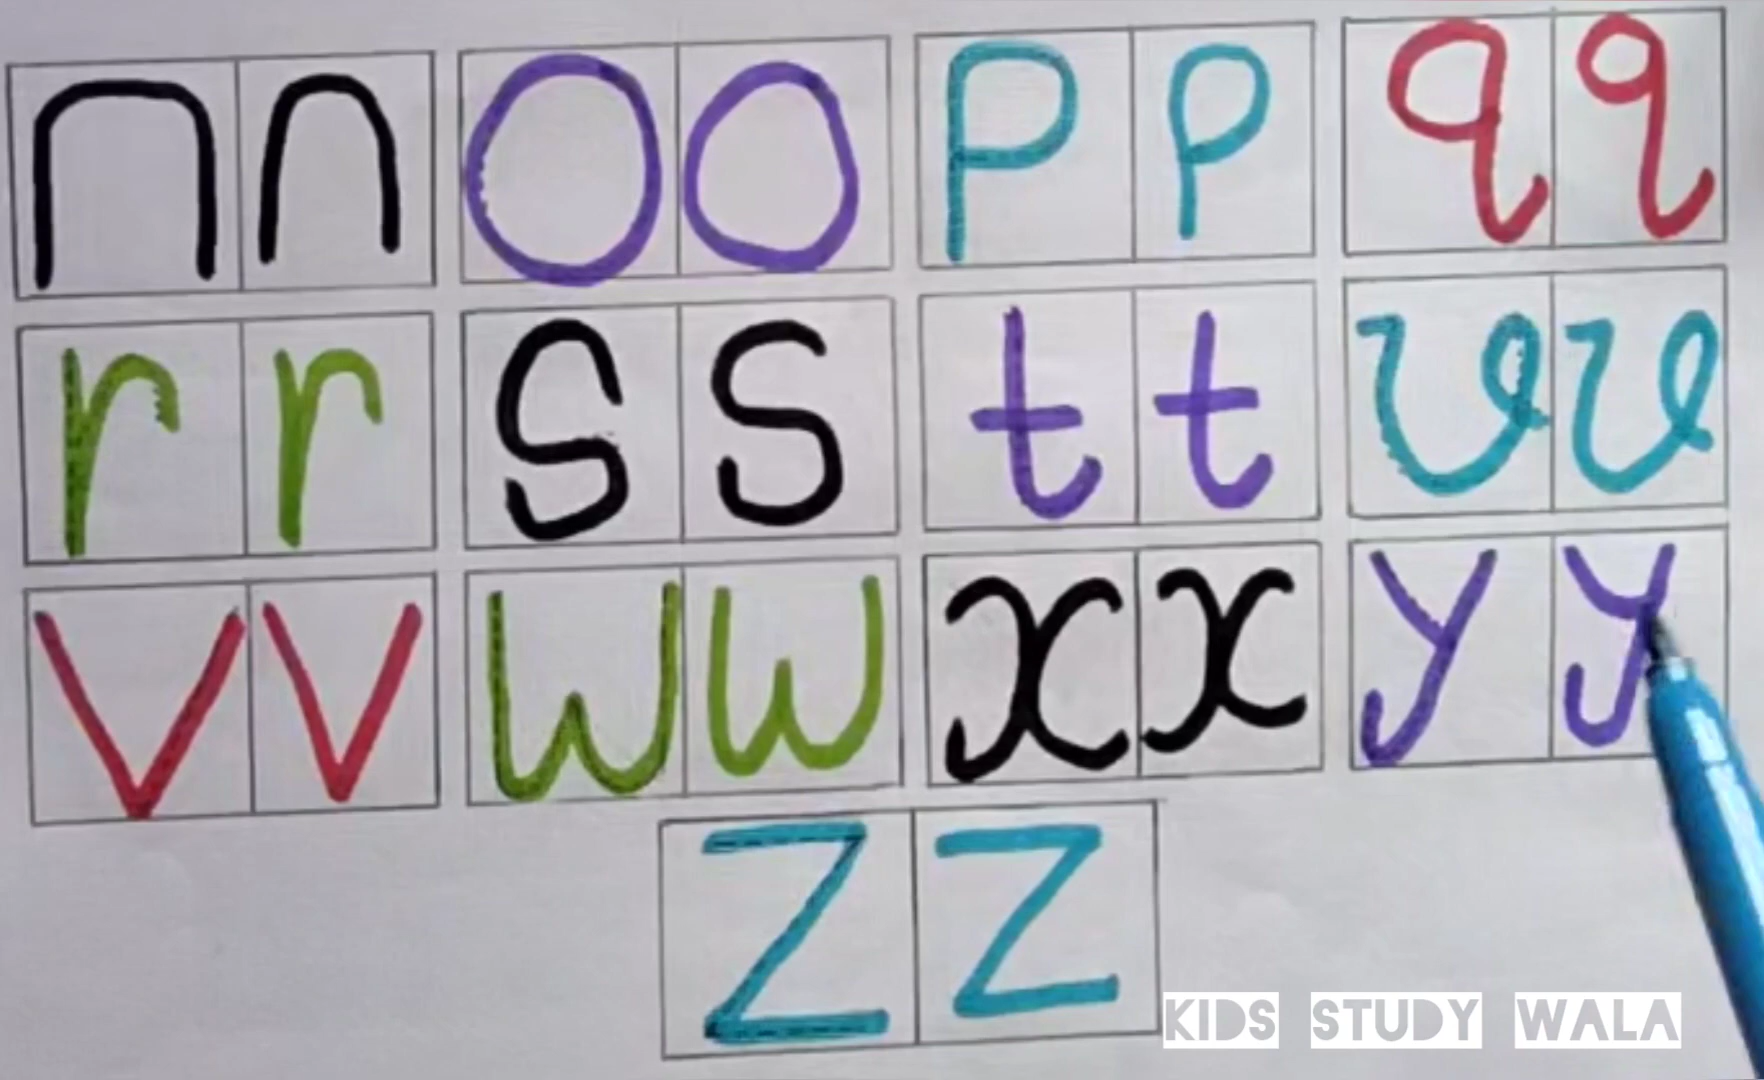 n n o o p p q q
r r s s t t u u
v v w w x x y y
z z
KIDS STUDY WALA